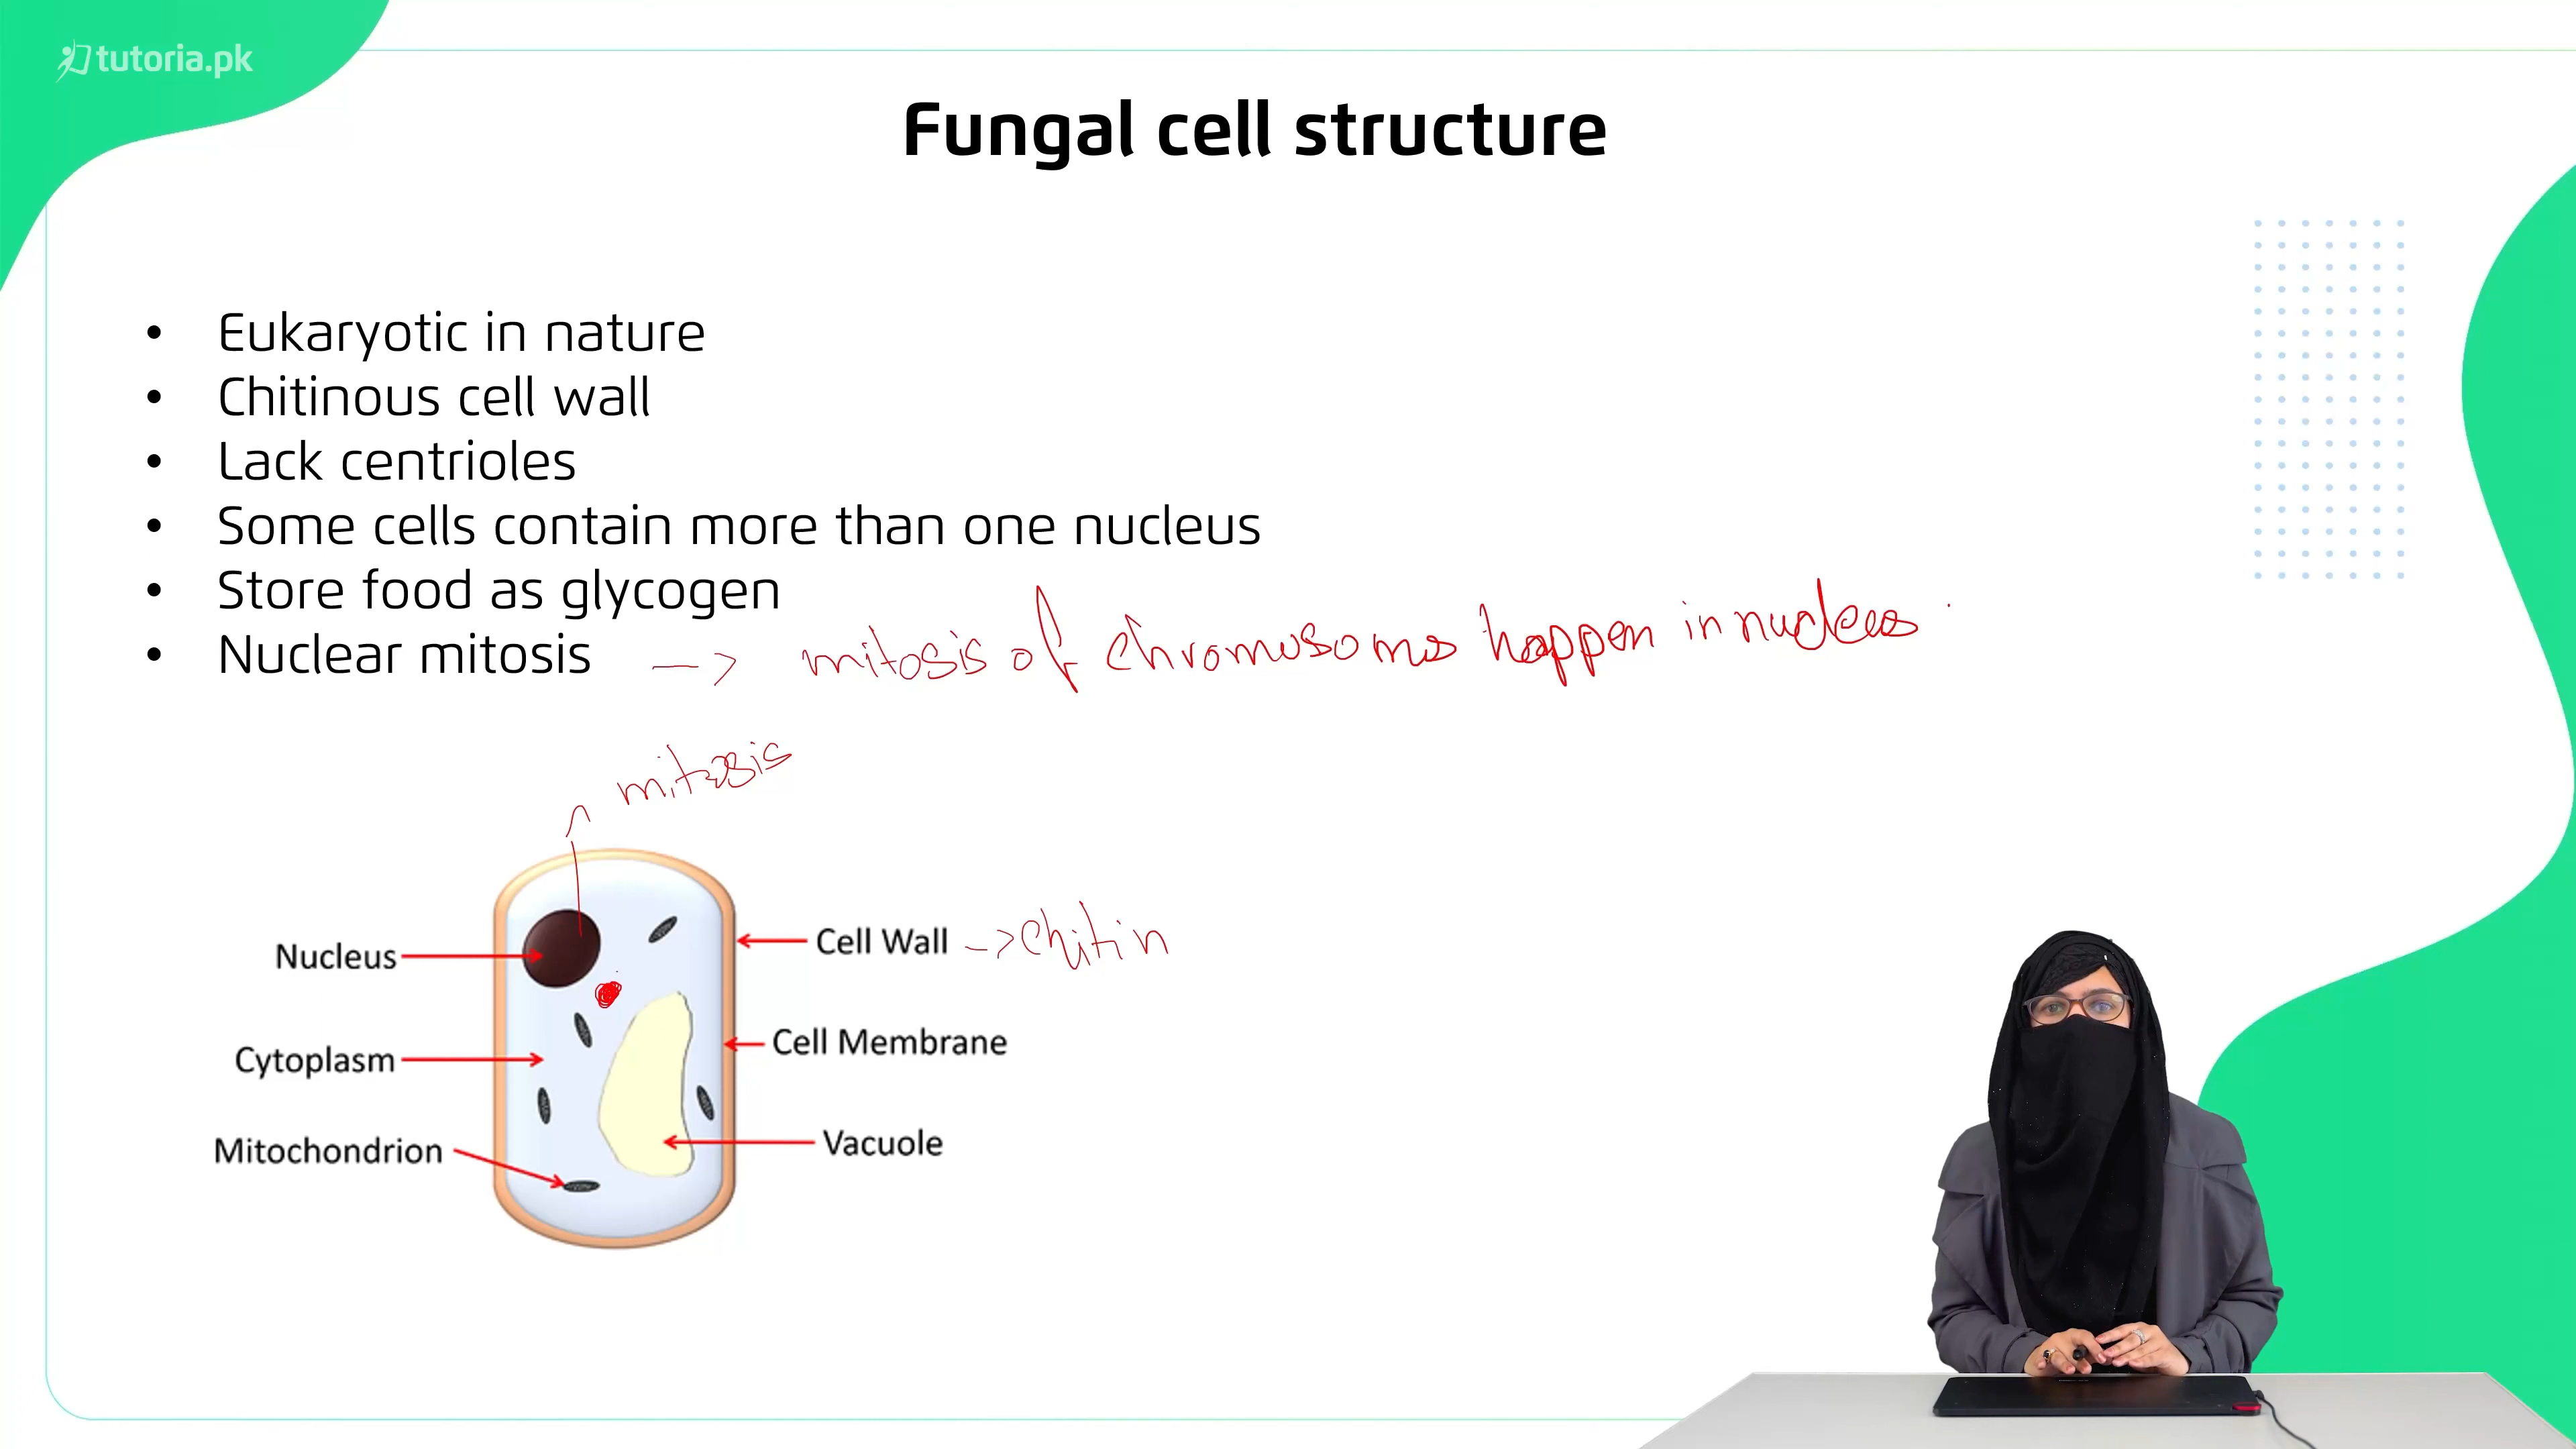 tutoria.pk
Fungal cell structure
• Eukaryotic in nature
• Chitinous cell wall
• Lack centrioles
• Some cells contain more than one nucleus
• Store food as glycogen
• Nuclear mitosis -> mitosis of chromosomes happen in nucleus.
mitosis
Nucleus
Cell Wall -> chitin
Cytoplasm
Cell Membrane
Mitochondrion
Vacuole